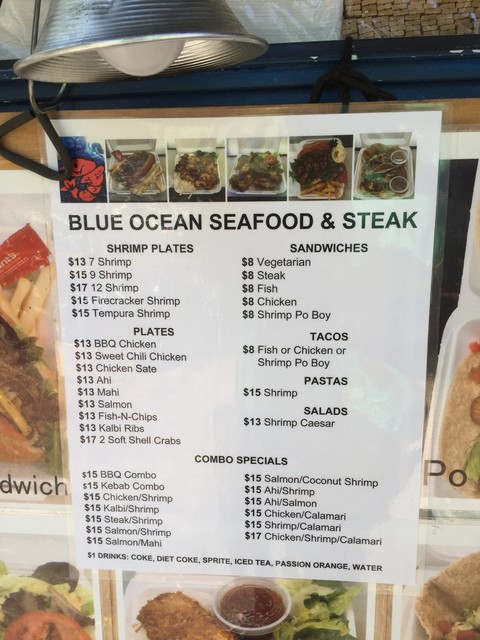 BLUE OCEAN SEAFOOD & STEAK
SHRIMP PLATES
$13 7 Shrimp
$15 9 Shrimp
$17 12 Shrimp
$15 Firecracker Shrimp
$15 Tempura Shrimp
PLATES
$13 BBQ Chicken
$13 Sweet Chili Chicken
$13 Chicken Sate
$13 Ahi
$13 Mahi
$13 Salmon
$13 Fish-N-Chips
$13 Kalbi Ribs
$17 2 Soft Shell Crabs
SANDWICHES
$8 Vegetarian
$8 Steak
$8 Fish
$8 Chicken
$8 Shrimp Po Boy
TACOS
$8 Fish or Chicken or
Shrimp Po Boy
PASTAS
$15 Shrimp
SALADS
$13 Shrimp Caesar
COMBO SPECIALS
$15 BBQ Combo
$15 Kebab Combo
$15 Chicken/Shrimp
$15 Kalbi/Shrimp
$15 Steak/Shrimp
$15 Salmon/Shrimp
$15 Salmon/Mahi
$15 Salmon/Coconut Shrimp
$15 Ahi/Shrimp
$15 Ahi/Salmon
$15 Chicken/Calamari
$15 Shrimp/Calamari
$17 Chicken/Shrimp/Calamari
$1 DRINKS: COKE, DIET COKE, SPRITE, ICED TEA, PASSION ORANGE, WATER
dwich
Po